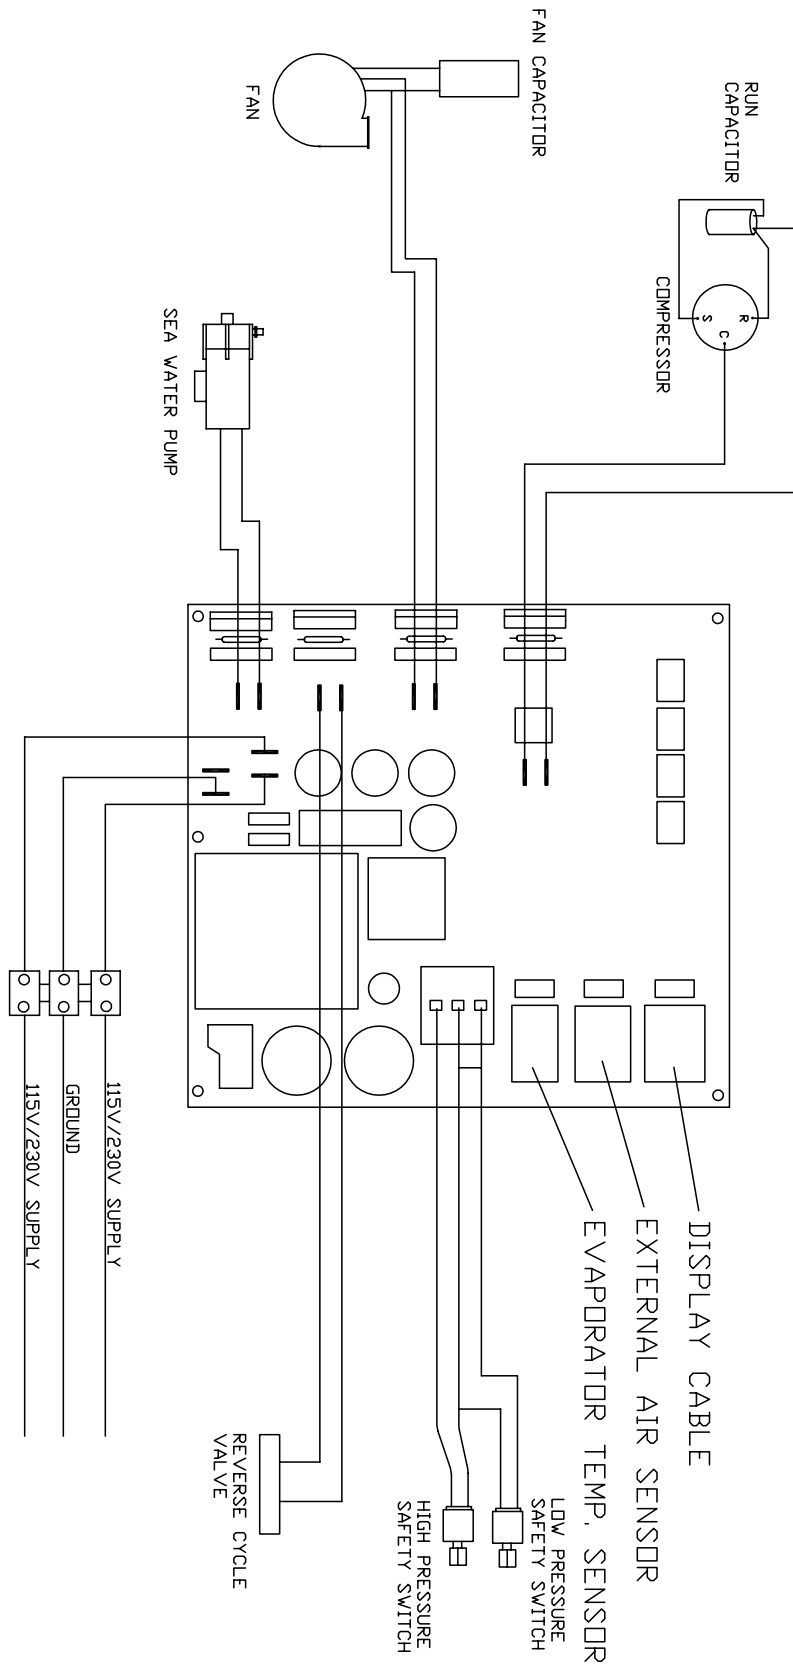 FAN CAPACITOR
FAN
RUN
CAPACITOR
COMPRESSOR
R
S
C
SEA WATER PUMP
DISPLAY CABLE
EXTERNAL AIR SENSOR
EVAPORATOR TEMP. SENSOR
LOW PRESSURE
SAFETY SWITCH
HIGH PRESSURE
SAFETY SWITCH
REVERSE CYCLE
VALVE
115V/230V SUPPLY
GROUND
115V/230V SUPPLY